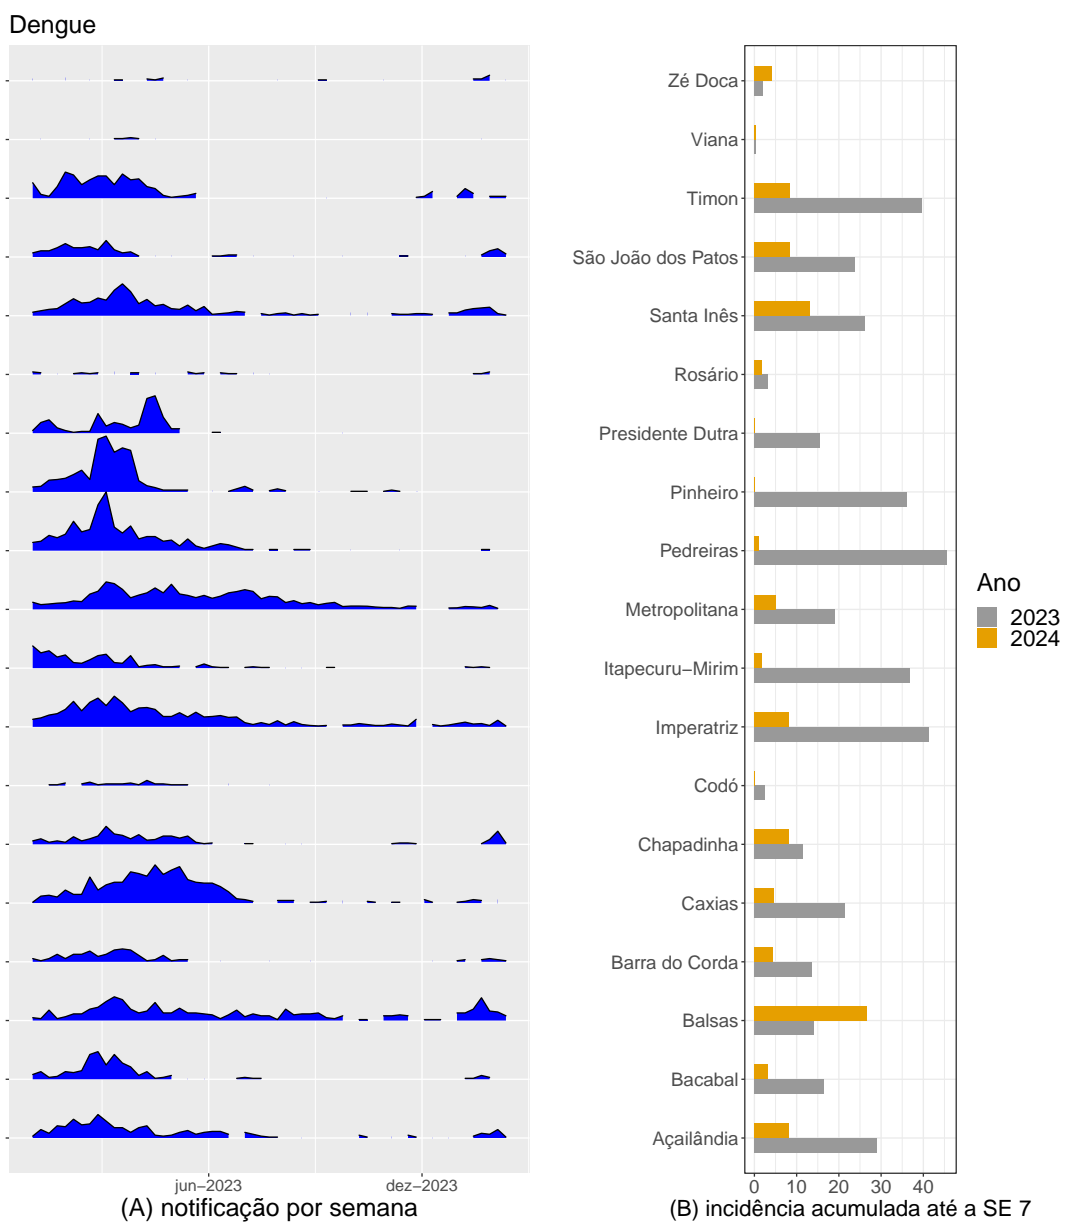 Dengue
Zé Doca
Viana
Timon
São João dos Patos
Santa Inês
Rosário
Presidente Dutra
Pinheiro
Pedreiras
Metropolitana
Itapecuru−Mirim
Imperatriz
Codó
Chapadinha
Caxias
Barra do Corda
Balsas
Bacabal
Açailândia
Ano
2023
2024
jun−2023 dez−2023
0 10 20 30 40
(A) notificação por semana
(B) incidência acumulada até a SE 7